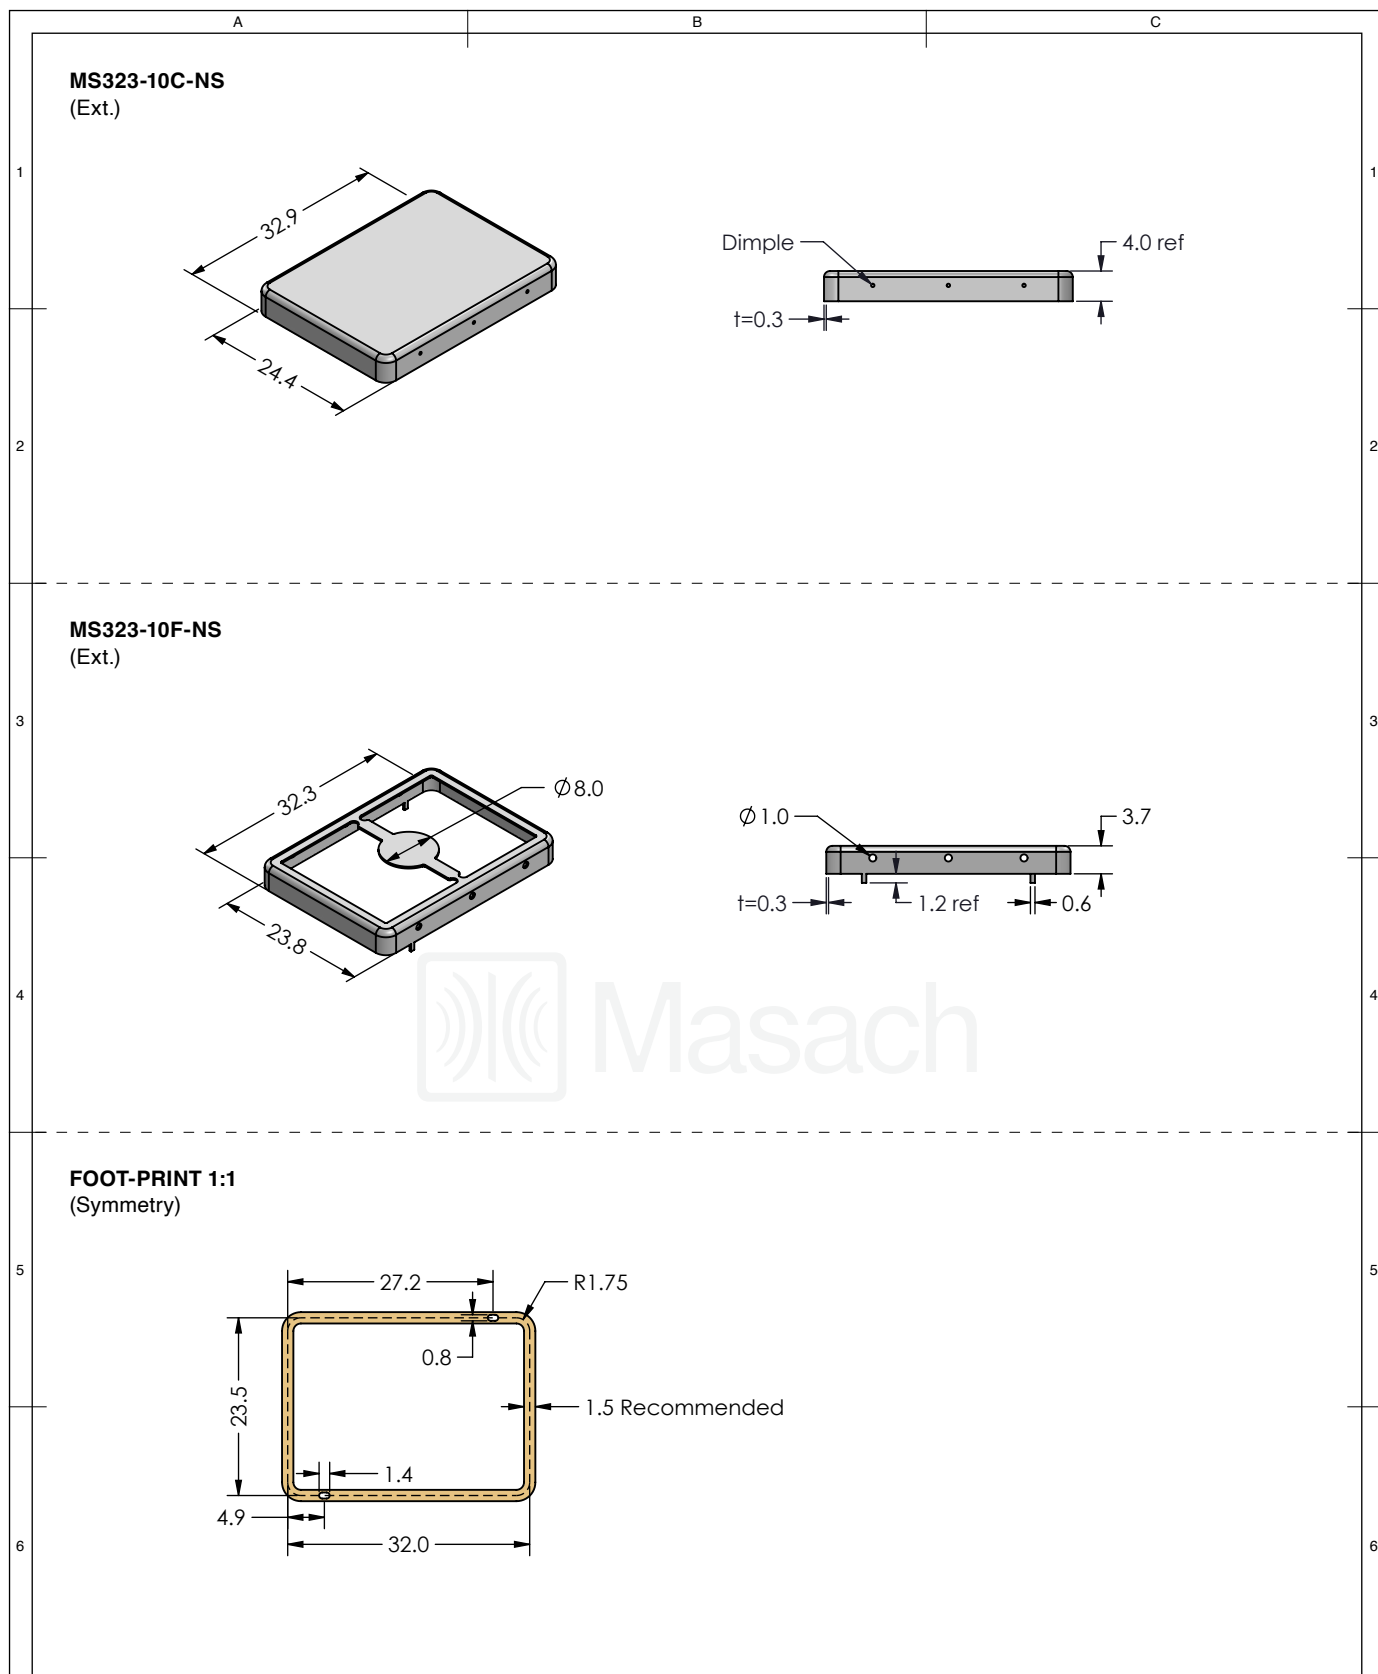 A B C
MS323-10C-NS
(Ext.)
1 1
32.9
24.4
Dimple
4.0 ref
t=0.3
2 2
MS323-10F-NS
(Ext.)
3 3
32.3
Ø8.0
23.8
Ø1.0
3.7
t=0.3
1.2 ref
0.6
4 4
Masach
FOOT-PRINT 1:1
(Symmetry)
5 5
27.2
R1.75
0.8
23.5
1.5 Recommended
1.4
4.9
32.0
6 6